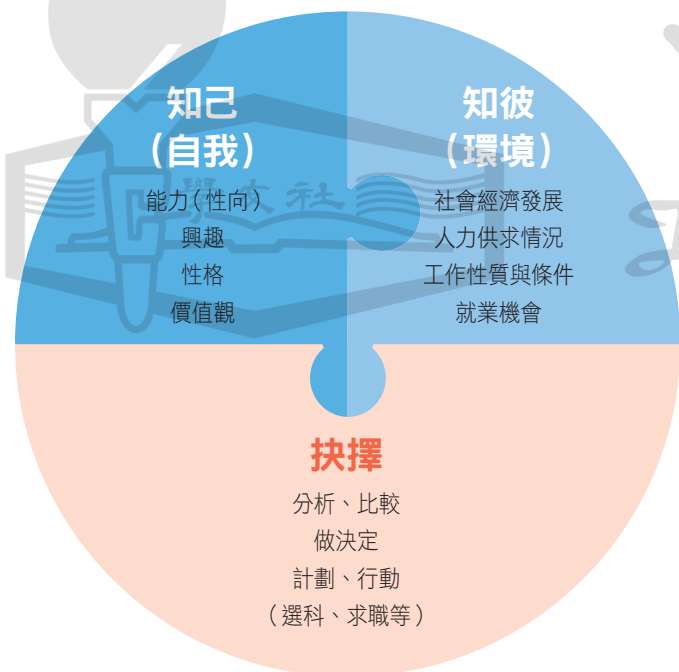 知己
（自我）
能力（性向）
興趣
性格
價值觀
知彼
（環境）
社會經濟發展
人力供求情況
工作性質與條件
就業機會
學友社
抉擇
分析、比較
做決定
計劃、行動
（選科、求職等）